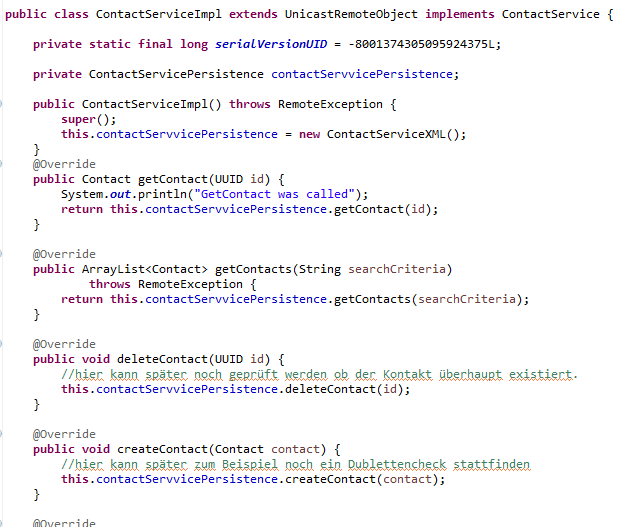 public class ContactServiceImpl extends UnicastRemoteObject implements ContactService {
private static final long serialVersionUID = -8001374305095924375L;
private ContactServicePersistence contactServvicePersistence;
public ContactServiceImpl() throws RemoteException {
super();
this.contactServvicePersistence = new ContactServiceXML();
}
@Override
public Contact getContact(UUID id) {
System.out.println("GetContact was called");
return this.contactServvicePersistence.getContact(id);
}
@Override
public ArrayList<Contact> getContacts(String searchCriteria)
throws RemoteException {
return this.contactServvicePersistence.getContacts(searchCriteria);
}
@Override
public void deleteContact(UUID id) {
//hier kann später noch geprüft werden ob der Kontakt überhaupt existiert.
this.contactServvicePersistence.deleteContact(id);
}
@Override
public void createContact(Contact contact) {
//hier kann später zum Beispiel noch ein Dublettencheck stattfinden
this.contactServvicePersistence.createContact(contact);
}
@Override